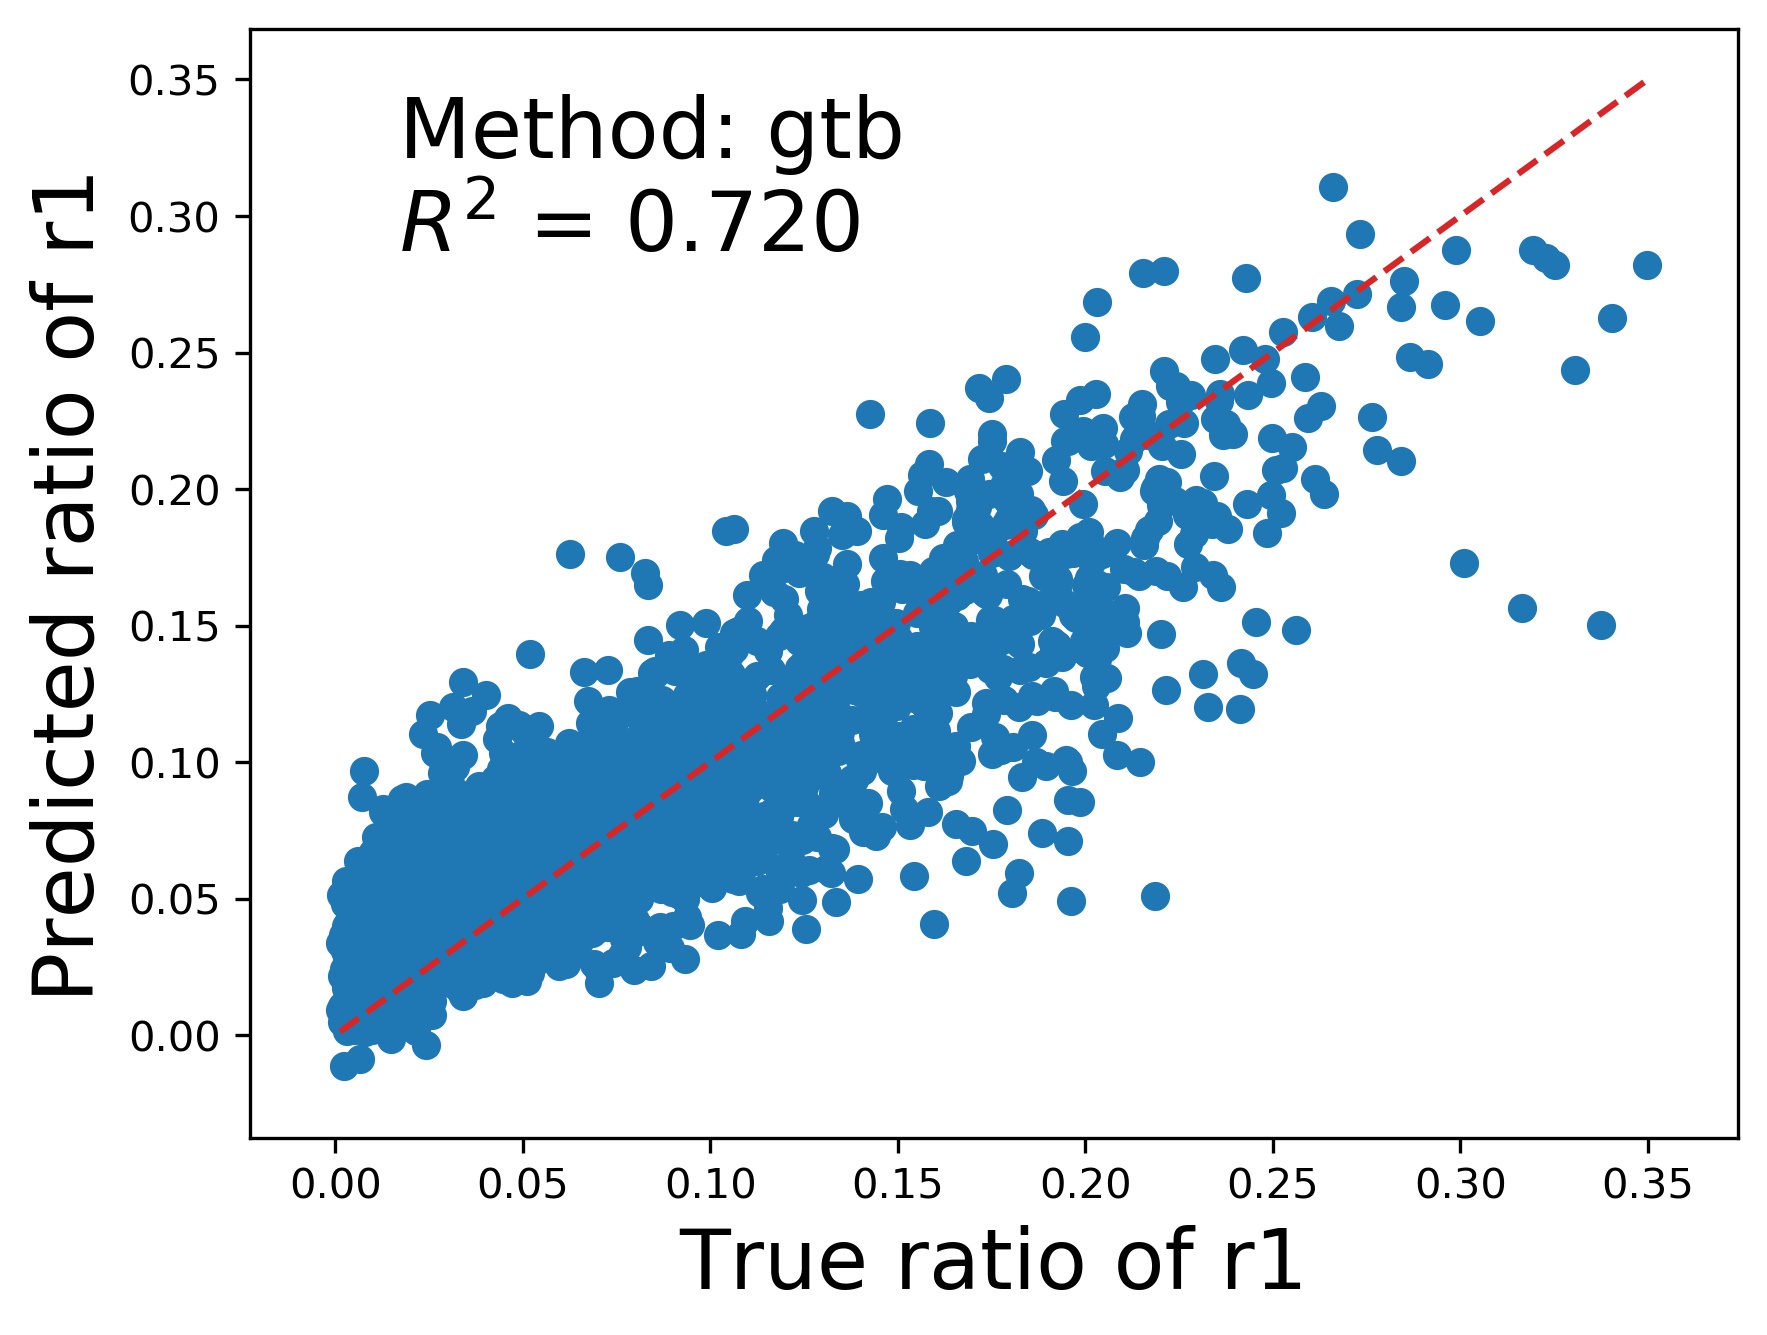 Method: gtb
R² = 0.720
Predicted ratio of r1
0.35
0.30
0.25
0.20
0.15
0.10
0.05
0.00
0.00 0.05 0.10 0.15 0.20 0.25 0.30 0.35
True ratio of r1